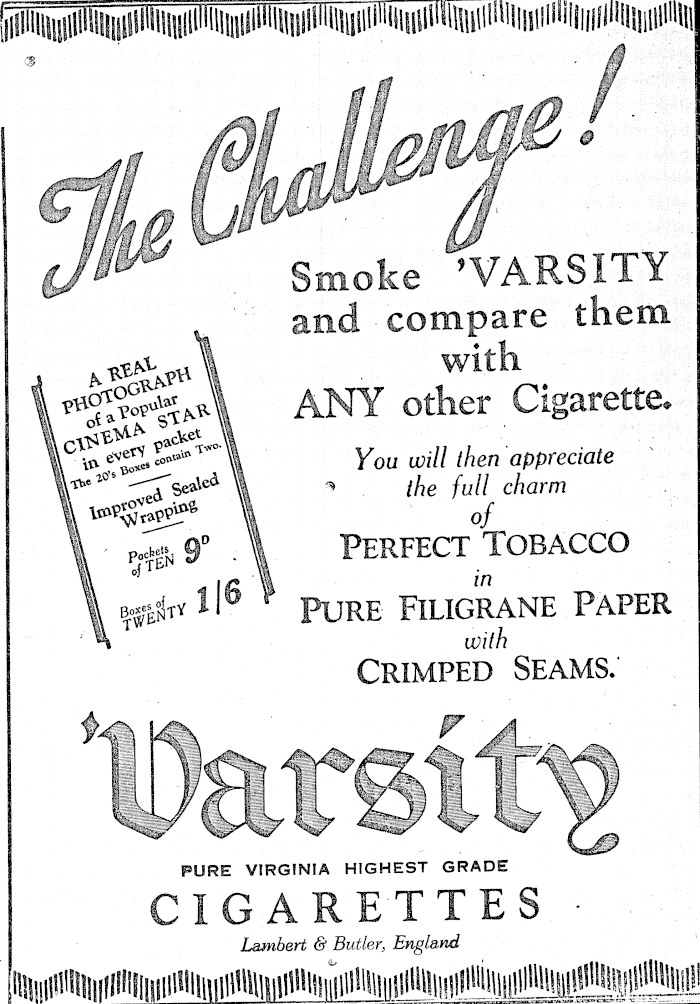 The Challenge!
Smoke 'VARSITY
and compare them
with
ANY other Cigarette.
A REAL
PHOTOGRAPH
of a Popular
CINEMA STAR
in every packet
The 20's Boxes contain Two.
Improved Sealed
Wrapping
Packets
of TEN 9D
Boxes of
TWENTY 1/6
You will then appreciate
the full charm
of
PERFECT TOBACCO
in
PURE FILIGRANE PAPER
with
CRIMPED SEAMS.
'Varsity
PURE VIRGINIA HIGHEST GRADE
CIGARETTES
Lambert & Butler, England